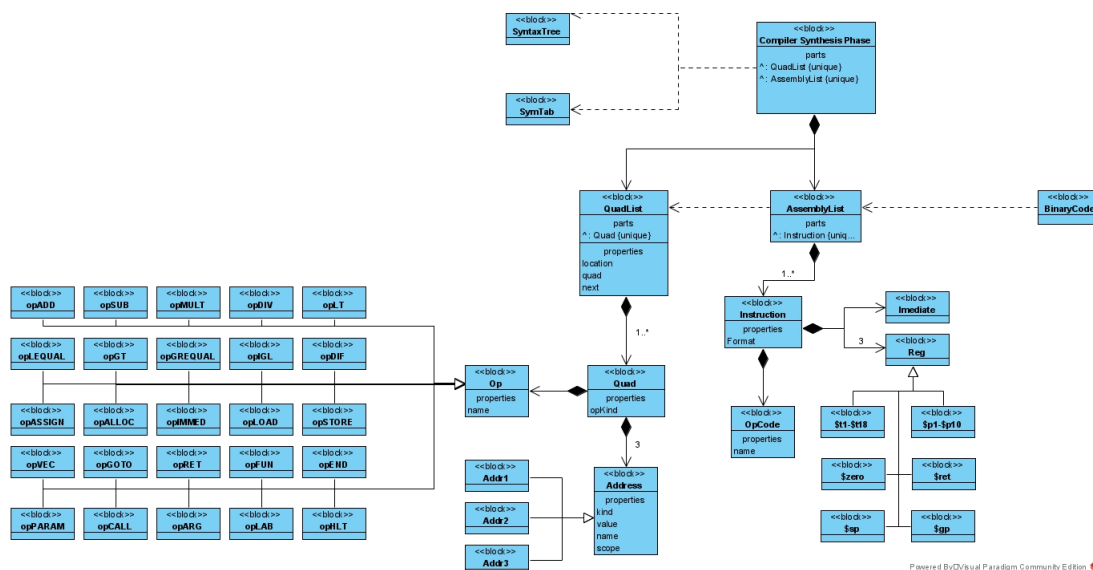 <<block>>
SyntaxTree
<<block>>
Compiler Synthesis Phase
parts
^ : QuadList {unique}
^ : AssemblyList {unique}
<<block>>
SymTab
<<block>>
QuadList
parts
^ : Quad {unique}
properties
location
quad
next
<<block>>
AssemblyList
parts
^ : Instruction {uniq...
<<block>>
BinaryCode
1..*
1..*
<<block>>
opADD
<<block>>
opSUB
<<block>>
opMULT
<<block>>
opDIV
<<block>>
opLT
<<block>>
Instruction
properties
Format
<<block>>
Imediate
3
<<block>>
Reg
<<block>>
opLEQUAL
<<block>>
opGT
<<block>>
opGREQUAL
<<block>>
opIGL
<<block>>
opDIF
<<block>>
Op
properties
name
<<block>>
Quad
properties
opKind
<<block>>
opASSIGN
<<block>>
opALLOC
<<block>>
opIMMED
<<block>>
opLOAD
<<block>>
opSTORE
<<block>>
OpCode
properties
name
<<block>>
$t1-$t18
<<block>>
$p1-$p10
3
<<block>>
opVEC
<<block>>
opGOTO
<<block>>
opRET
<<block>>
opFUN
<<block>>
opEND
<<block>>
Addr1
<<block>>
Address
properties
kind
value
name
scope
<<block>>
$zero
<<block>>
$ret
<<block>>
opPARAM
<<block>>
opCALL
<<block>>
opARG
<<block>>
opLAB
<<block>>
opHLT
<<block>>
Addr2
<<block>>
$sp
<<block>>
$gp
<<block>>
Addr3
Powered By Visual Paradigm Community Edition